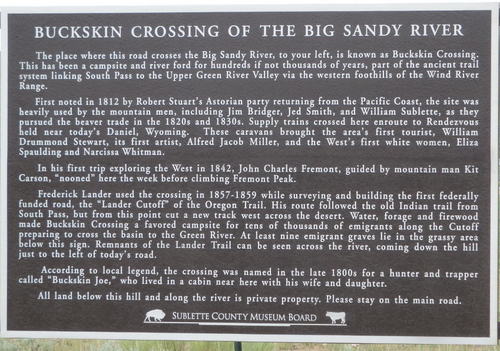 BUCKSKIN CROSSING OF THE BIG SANDY RIVER
The place where this road crosses the Big Sandy River, to your left, is known as Buckskin Crossing.
This has been a campsite and river ford for hundreds if not thousands of years, part of the ancient trail
system linking South Pass to the Upper Green River Valley via the western foothills of the Wind River
Range.
First noted in 1812 by Robert Stuart's Astorian party returning from the Pacific Coast, the site was
heavily used by the mountain men, including Jim Bridger, Jed Smith, and William Sublette, as they
pursued the beaver trade in the 1820s and 1830s. Supply trains crossed here enroute to Rendezvous
held near today's Daniel, Wyoming. These caravans brought the area's first tourist, William
Drummond Stewart, its first artist, Alfred Jacob Miller, and the West's first white women, Eliza
Spaulding and Narcissa Whitman.
In his first trip exploring the West in 1842, John Charles Fremont, guided by mountain man Kit
Carson, "nooned" here the week before climbing Fremont Peak.
Frederick Lander used the crossing in 1857-1859 while surveying and building the first federally
funded road, the "Lander Cutoff" of the Oregon Trail. His route followed the old Indian trail from
South Pass, but from this point cut a new track west across the desert. Water, forage and firewood
made Buckskin Crossing a favored campsite for tens of thousands of emigrants along the Cutoff
preparing to cross the basin to the Green River. At least nine emigrant graves lie in the grassy area
below this sign. Remnants of the Lander Trail can be seen across the river, coming down the hill
just to the left of today's road.
According to local legend, the crossing was named in the late 1800s for a hunter and trapper
called "Buckskin Joe," who lived in a cabin near here with his wife and daughter.
All land below this hill and along the river is private property. Please stay on the main road.
SUBLETTE COUNTY MUSEUM BOARD